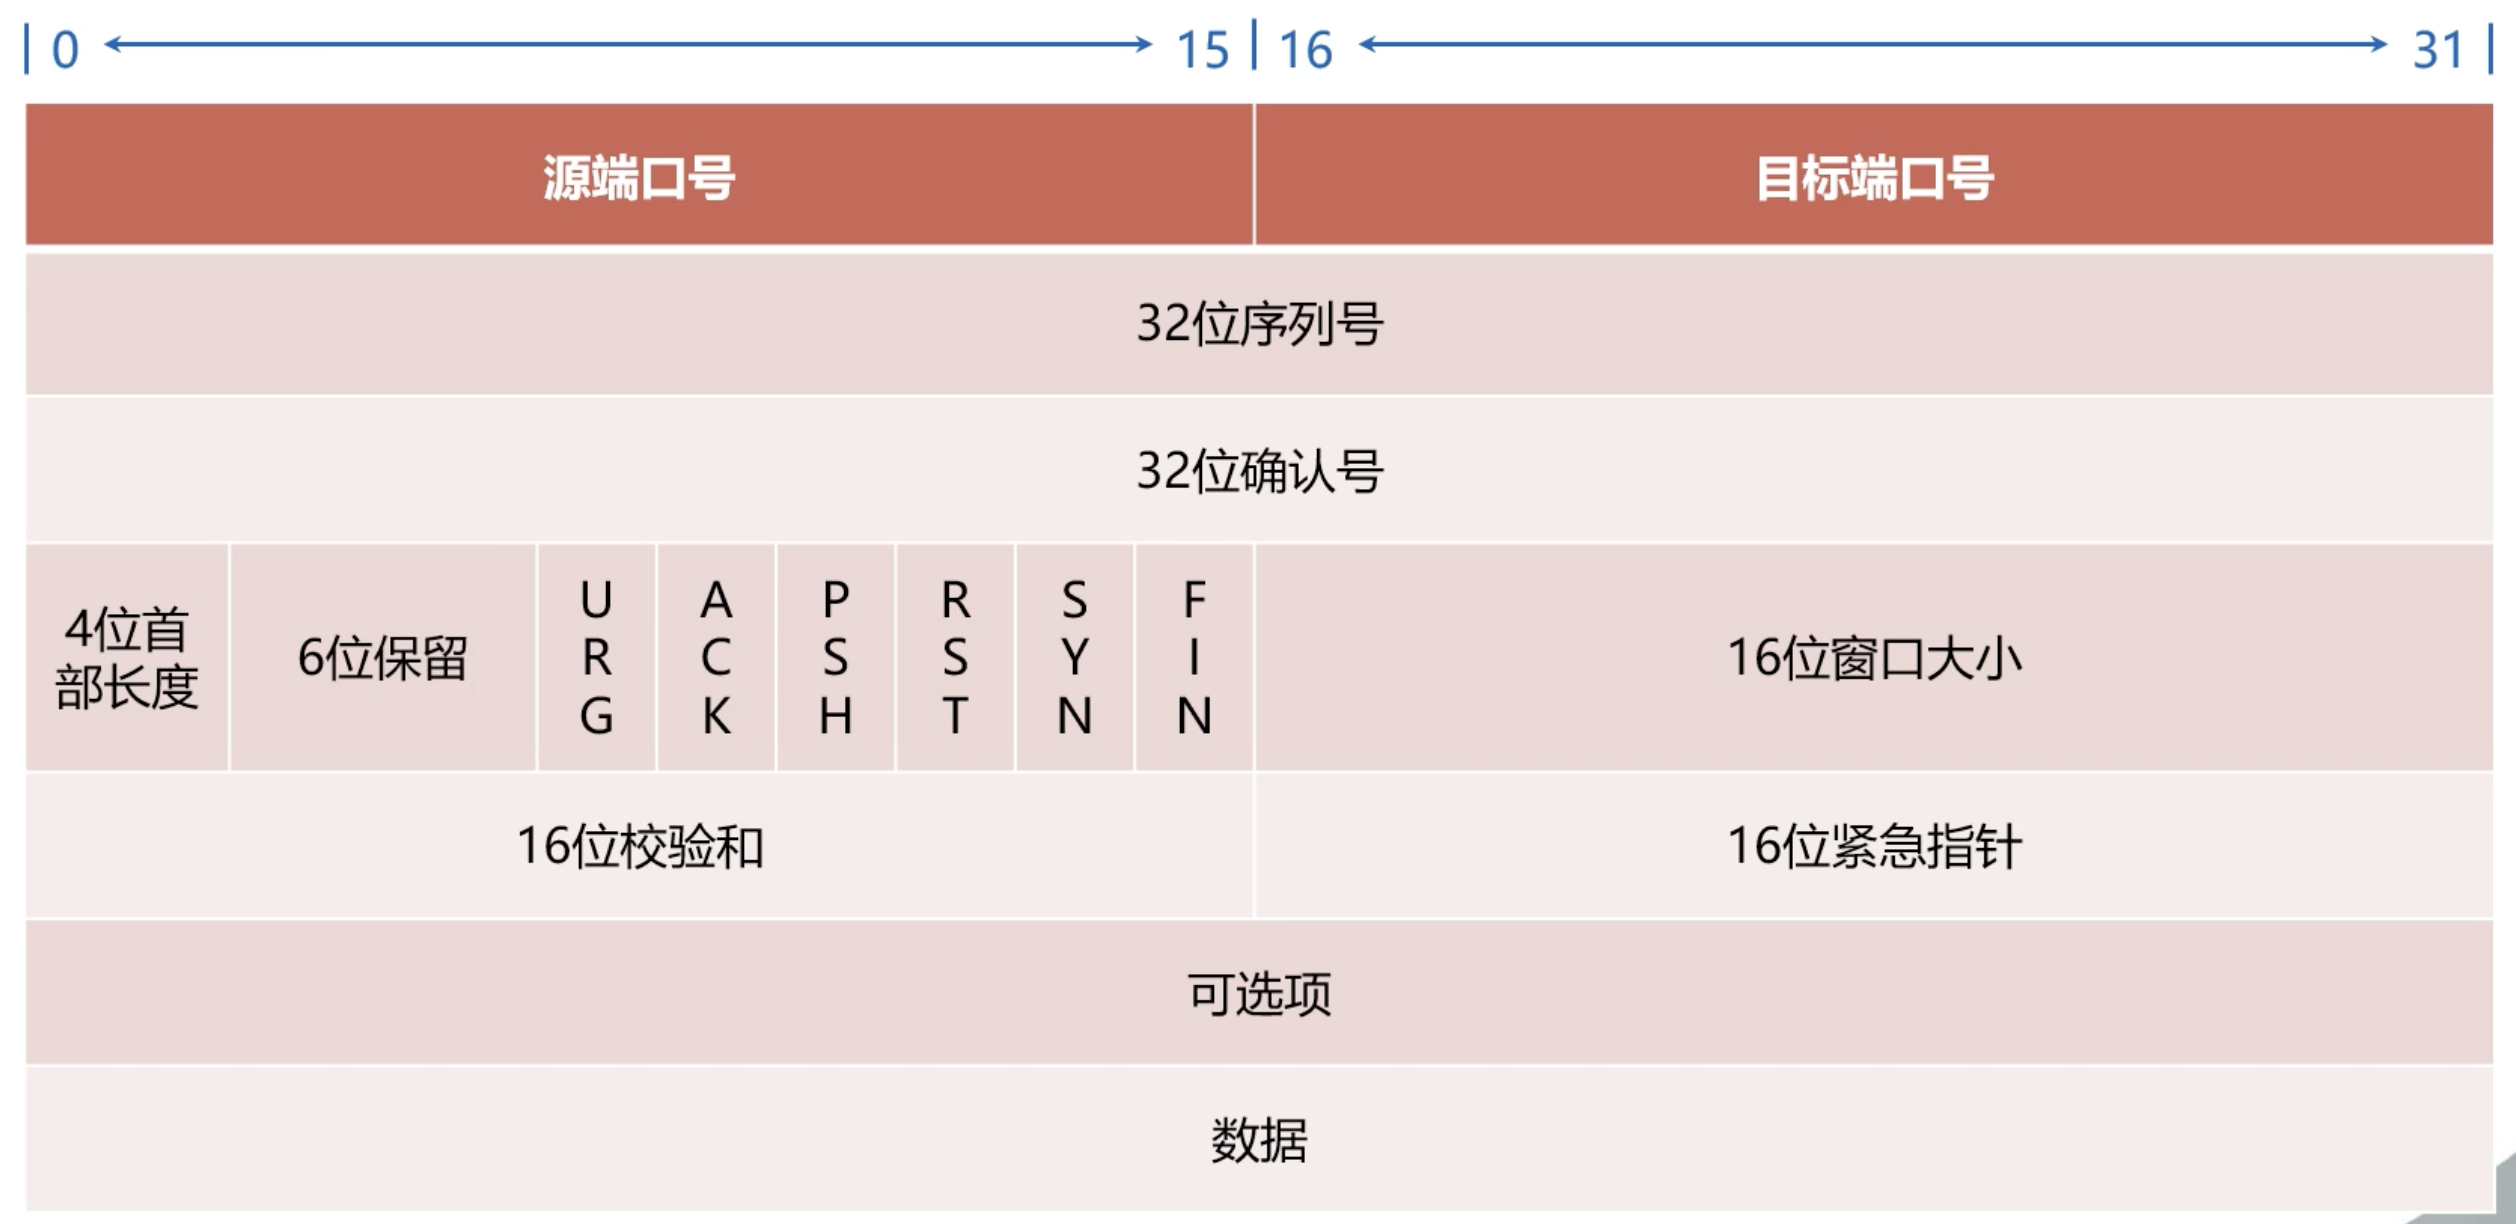 0 15 16 31
源端口号 目标端口号
32位序列号
32位确认号
4位首部长度 6位保留 URG ACK PSH RST SYN FIN 16位窗口大小
16位校验和 16位紧急指针
可选项
数据